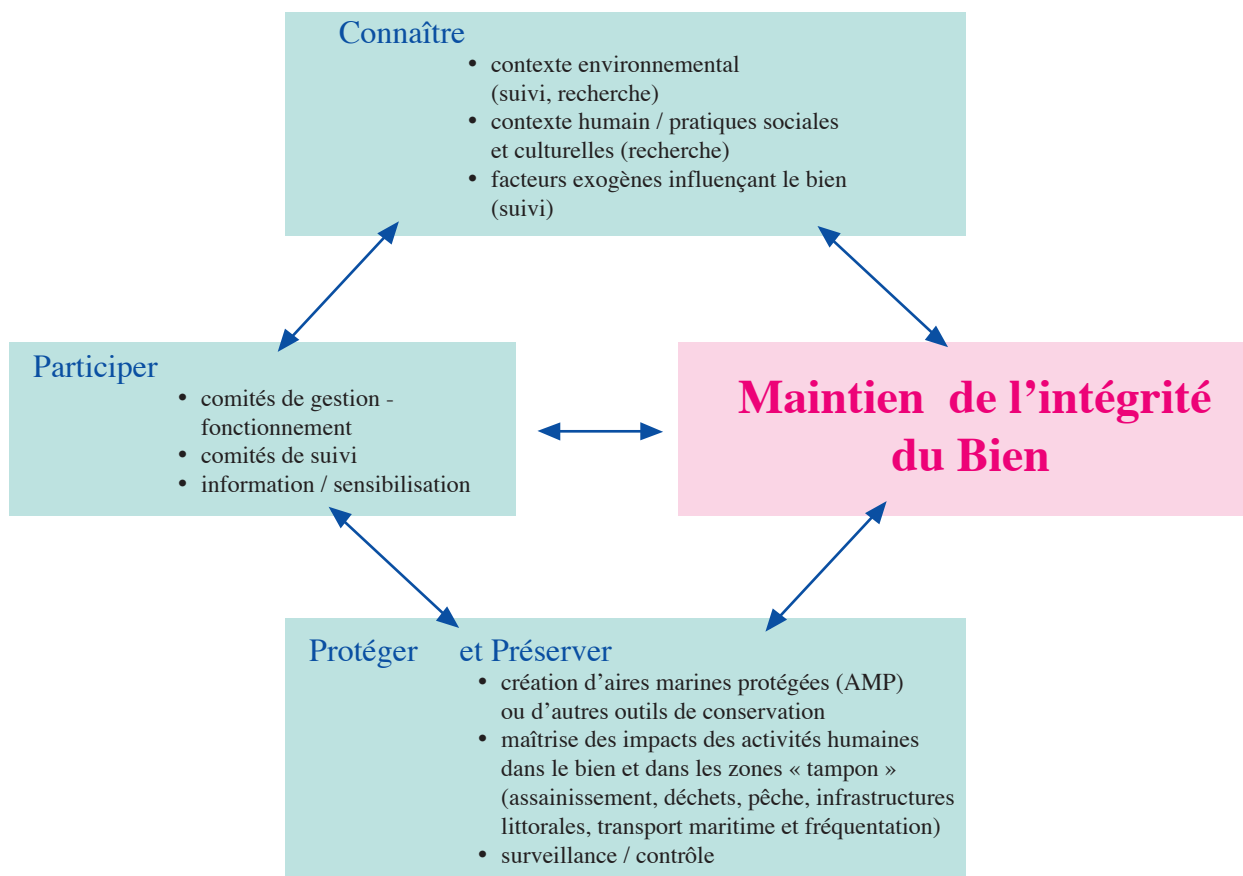 Connaître
• contexte environnemental
(suivi, recherche)
• contexte humain / pratiques sociales
et culturelles (recherche)
• facteurs exogènes influençant le bien
(suivi)
Participer
• comités de gestion -
fonctionnement
• comités de suivi
• information / sensibilisation
Maintien de l’intégrité
du Bien
Protéger et Préserver
• création d’aires marines protégées (AMP)
ou d’autres outils de conservation
• maîtrise des impacts des activités humaines
dans le bien et dans les zones « tampon »
(assainissement, déchets, pêche, infrastructures
littorales, transport maritime et fréquentation)
• surveillance / contrôle